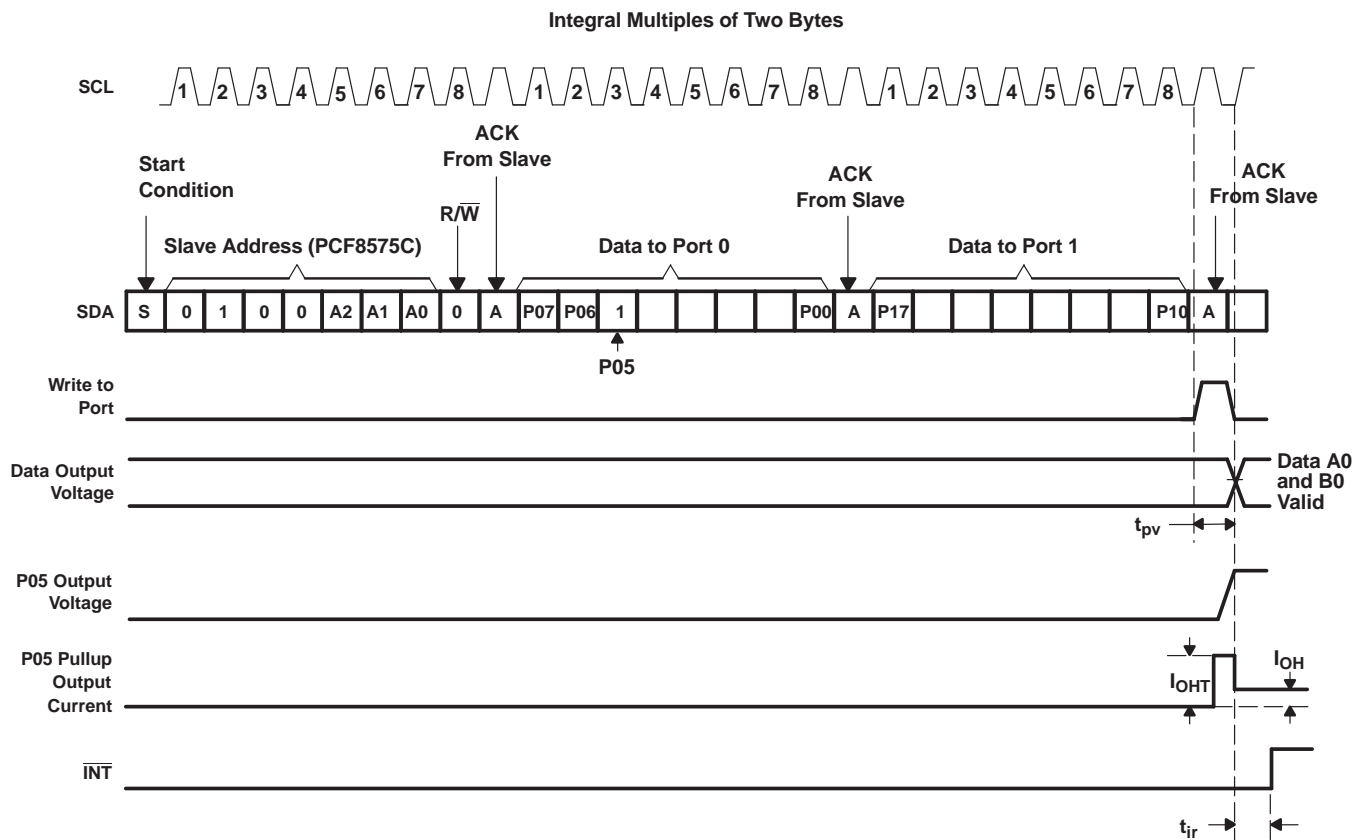 Integral Multiples of Two Bytes
SCL 1 2 3 4 5 6 7 8 1 2 3 4 5 6 7 8 1 2 3 4 5 6 7 8
Start
Condition
R/W̅
ACK
From Slave
ACK
From Slave
ACK
From Slave
Slave Address (PCF8575C)
Data to Port 0
Data to Port 1
SDA S 0 1 0 0 A2 A1 A0 0 A P07 P06 1 P00 A P17 P10 A
P05
Write to
Port
Data Output
Voltage
Data A0
and B0
Valid
tpv
P05 Output
Voltage
P05 Pullup
Output
Current
IOHT
IOH
I̅N̅T̅
tir